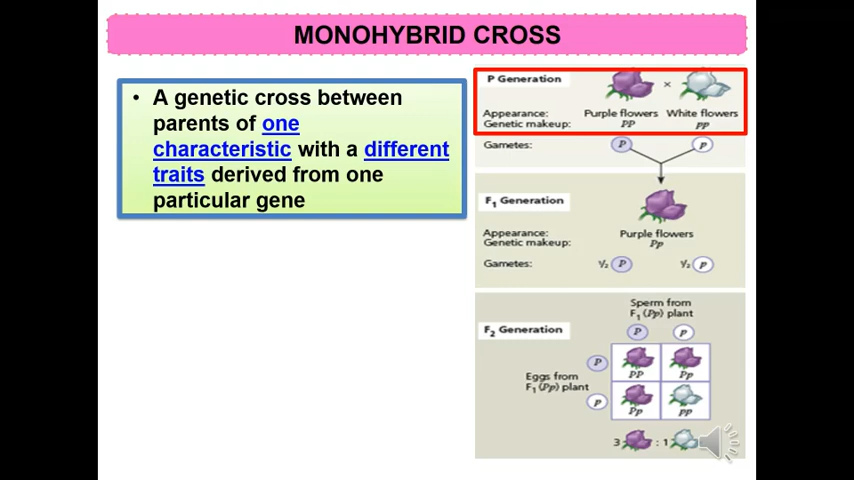 MONOHYBRID CROSS
• A genetic cross between
parents of one
characteristic with a different
traits derived from one
particular gene
P Generation
×
Appearance: Purple flowers White flowers
Genetic makeup: PP pp
Gametes: P p
F₁ Generation
Appearance: Purple flowers
Genetic makeup: Pp
Gametes: ½ P ½ p
Sperm from
F₁ (Pp) plant
F₂ Generation
P p
P
PP Pp
Eggs from
F₁ (Pp) plant
p
Pp pp
3 : 1